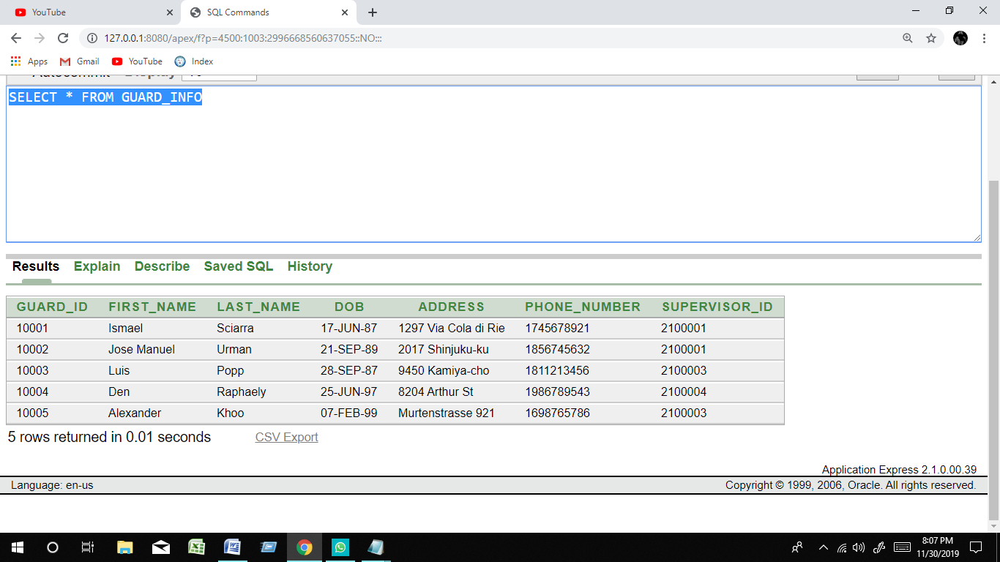 YouTube SQL Commands
127.0.0.1:8080/apex/f?p=4500:1003:2996668560637055::NO:::
Apps Gmail YouTube Index
Autocommit Display 10
SELECT * FROM GUARD_INFO
Results Explain Describe Saved SQL History
GUARD_ID FIRST_NAME LAST_NAME DOB ADDRESS PHONE_NUMBER SUPERVISOR_ID
10001 Ismael Sciarra 17-JUN-87 1297 Via Cola di Rie 1745678921 2100001
10002 Jose Manuel Urman 21-SEP-89 2017 Shinjuku-ku 1856745632 2100001
10003 Luis Popp 28-SEP-87 9450 Kamiya-cho 1811213456 2100003
10004 Den Raphaely 25-JUN-97 8204 Arthur St 1986789543 2100004
10005 Alexander Khoo 07-FEB-99 Murtenstrasse 921 1698765786 2100003
5 rows returned in 0.01 seconds CSV Export
Application Express 2.1.0.00.39
Language: en-us Copyright © 1999, 2006, Oracle. All rights reserved.
8:07 PM
11/30/2019